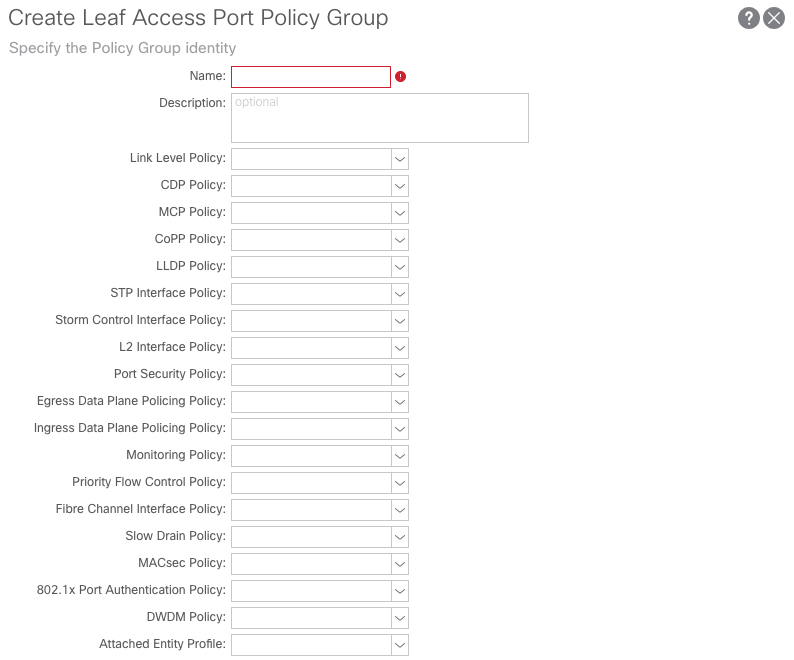 Create Leaf Access Port Policy Group
?
Specify the Policy Group identity
Name:
!
Description:
optional
Link Level Policy:
CDP Policy:
MCP Policy:
CoPP Policy:
LLDP Policy:
STP Interface Policy:
Storm Control Interface Policy:
L2 Interface Policy:
Port Security Policy:
Egress Data Plane Policing Policy:
Ingress Data Plane Policing Policy:
Monitoring Policy:
Priority Flow Control Policy:
Fibre Channel Interface Policy:
Slow Drain Policy:
MACsec Policy:
802.1x Port Authentication Policy:
DWDM Policy:
Attached Entity Profile: